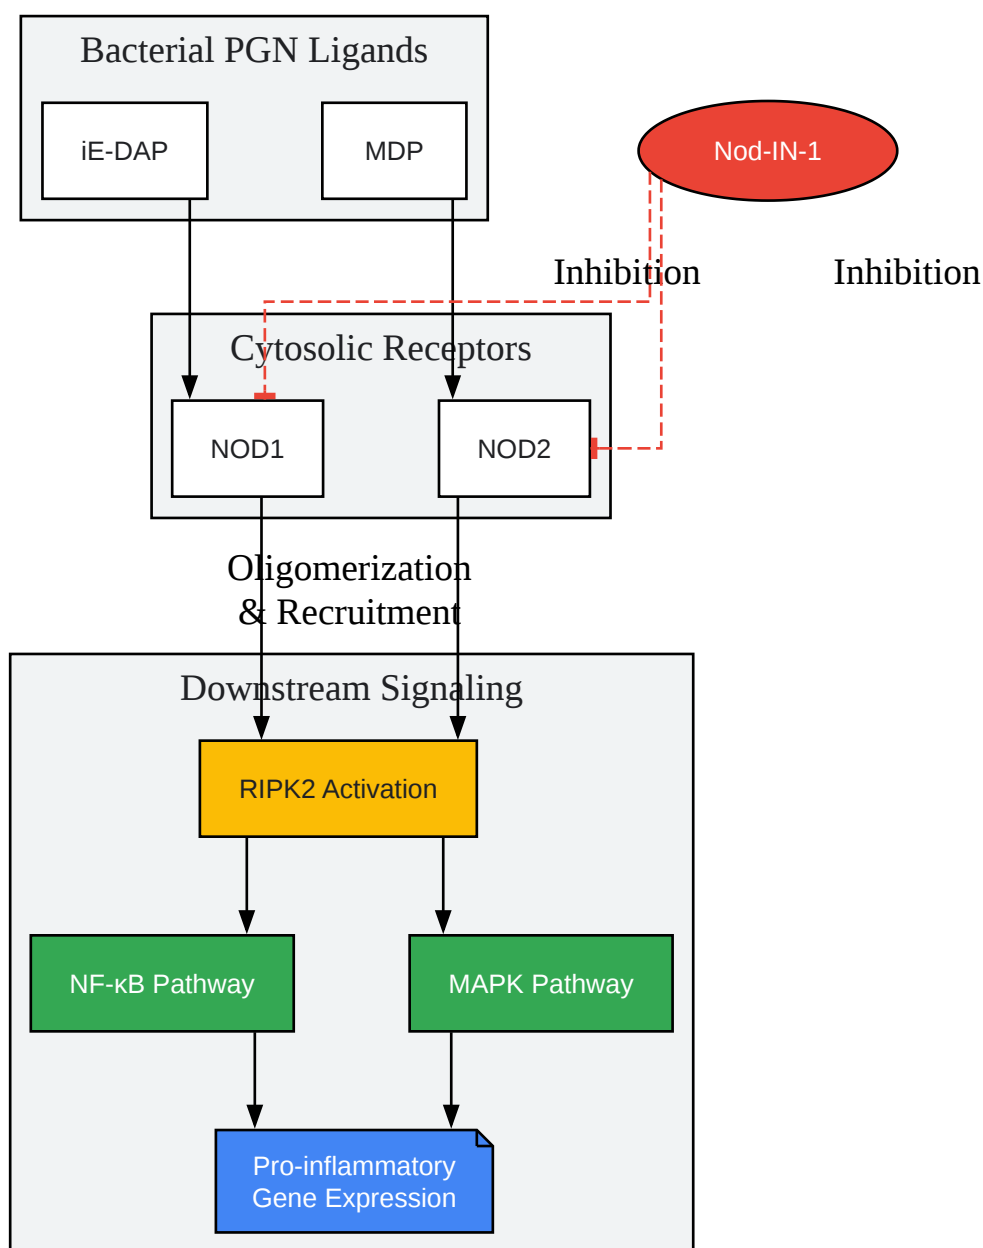 Bacterial PGN Ligands
iE-DAP
MDP
Nod-IN-1
Inhibition
Inhibition
Cytosolic Receptors
NOD1
NOD2
Oligomerization
& Recruitment
Downstream Signaling
RIPK2 Activation
NF-κB Pathway
MAPK Pathway
Pro-inflammatory
Gene Expression